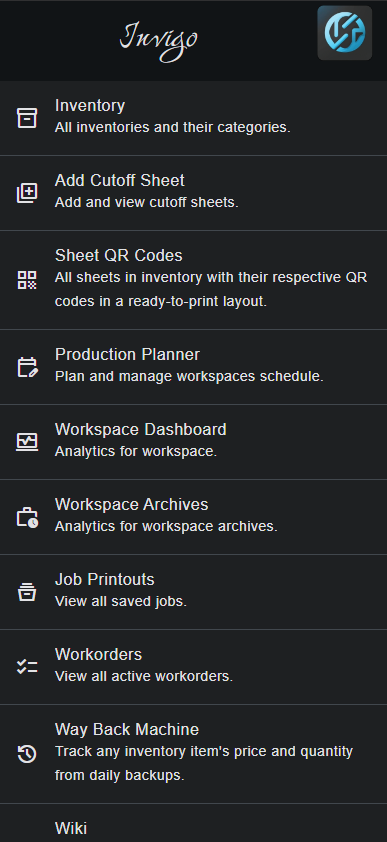 Invigo
Inventory
All inventories and their categories.
Add Cutoff Sheet
Add and view cutoff sheets.
Sheet QR Codes
All sheets in inventory with their respective QR
codes in a ready-to-print layout.
Production Planner
Plan and manage workspaces schedule.
Workspace Dashboard
Analytics for workspace.
Workspace Archives
Analytics for workspace archives.
Job Printouts
View all saved jobs.
Workorders
View all active workorders.
Way Back Machine
Track any inventory item's price and quantity
from daily backups.
Wiki